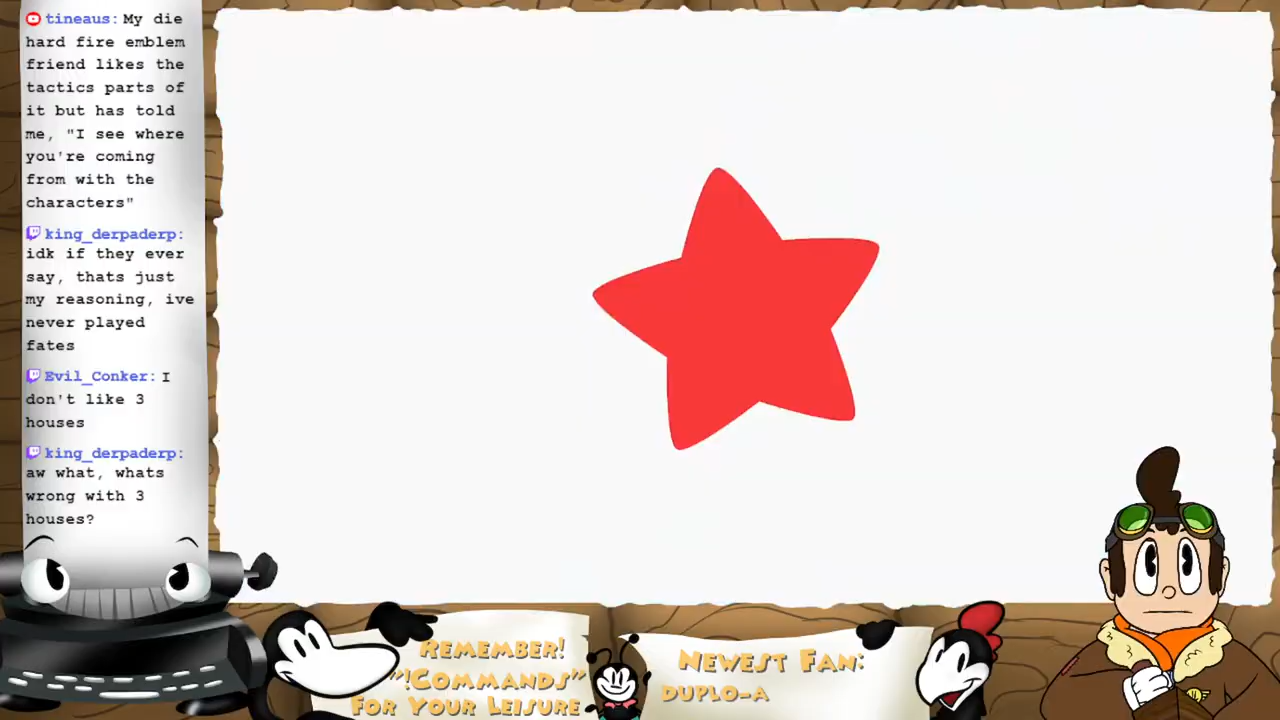 tineaus: My die
hard fire emblem
friend likes the
tactics parts of
it but has told
me, "I see where
you're coming
from with the
characters"
king_derpaderp:
idk if they ever
say, thats just
my reasoning, ive
never played
fates
Evil_Conker: I
don't like 3
houses
king_derpaderp:
aw what, whats
wrong with 3
houses?
Remember!
"!Commands"
For Your Leisure
Newest Fan:
duplo-a